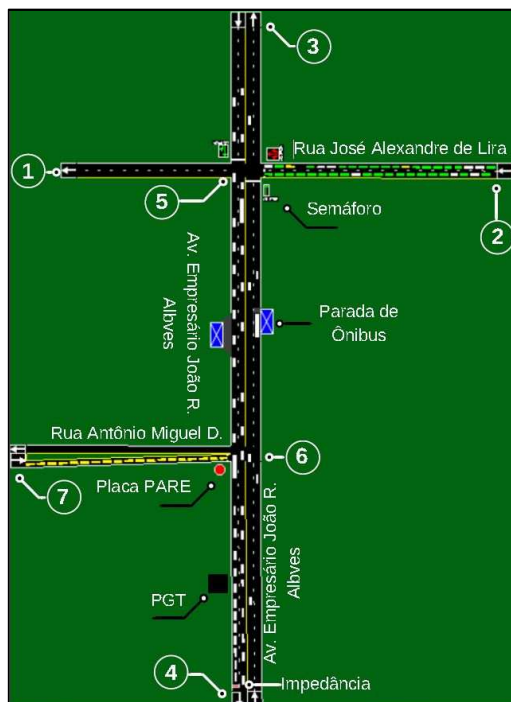 3
Rua José Alexandre de Lira
1
5
2
Semáforo
Av. Empresário João R.
Albves
Parada de
Ônibus
Rua Antônio Miguel D.
6
7
Placa PARE
Av. Empresário João R.
Albves
PGT
4
Impedância